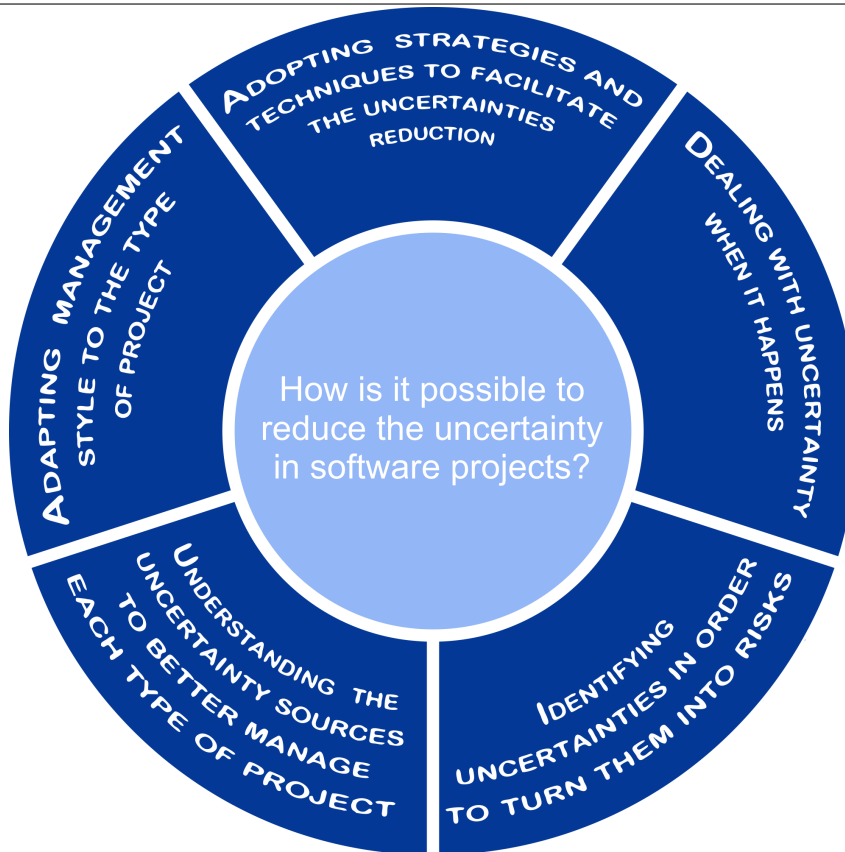 ADOPTING STRATEGIES AND
TECHNIQUES TO FACILITATE
THE UNCERTAINTIES
REDUCTION
DEALING WITH UNCERTAINTY
WHEN IT HAPPENS
IDENTIFYING
UNCERTAINTIES IN ORDER
TO TURN THEM INTO RISKS
UNDERSTANDING THE
UNCERTAINTY SOURCES
TO BETTER MANAGE
EACH TYPE OF PROJECT
ADAPTING MANAGEMENT
STYLE TO THE TYPE
OF PROJECT
How is it possible to
reduce the uncertainty
in software projects?